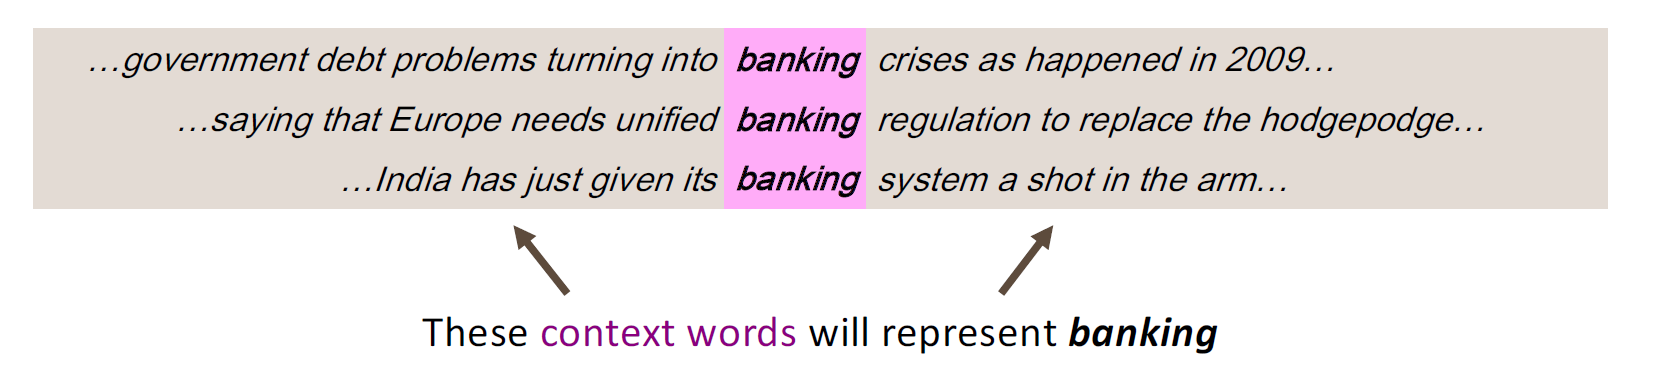 …government debt problems turning into banking crises as happened in 2009…
…saying that Europe needs unified banking regulation to replace the hodgepodge…
…India has just given its banking system a shot in the arm…
These context words will represent banking